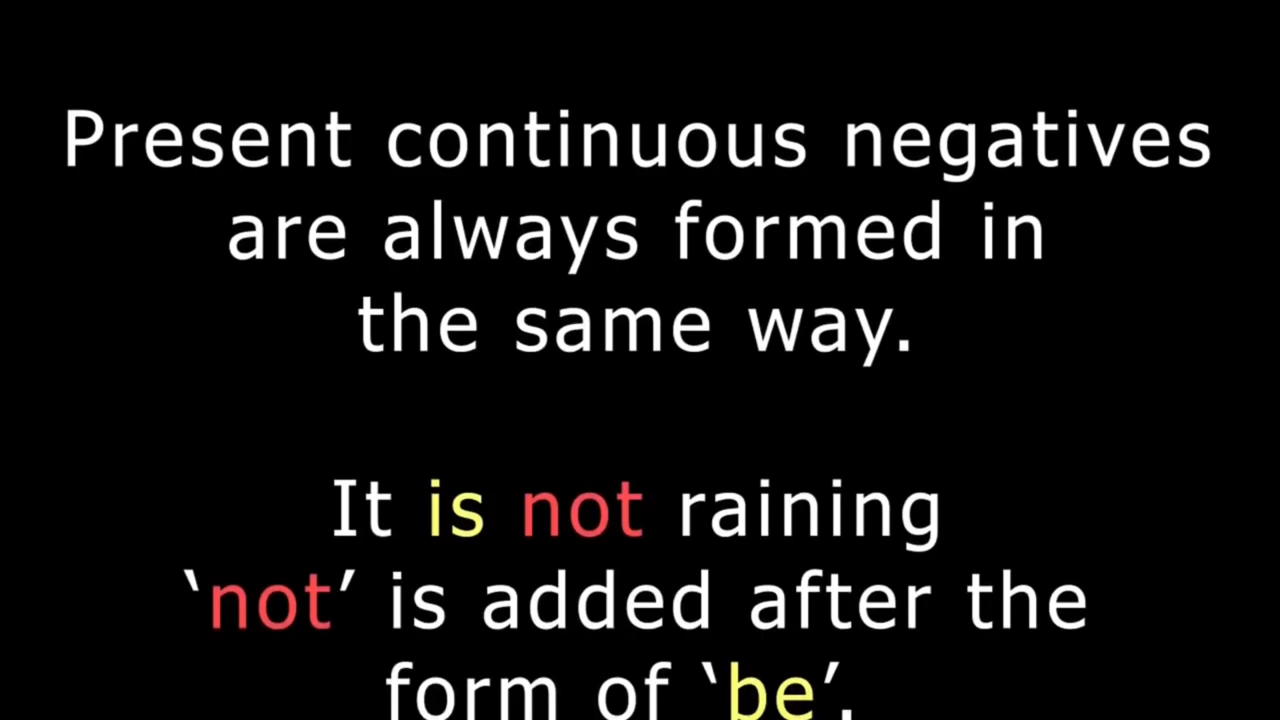 Present continuous negatives
are always formed in
the same way.
It is not raining
‘not’ is added after the
form of ‘be’.